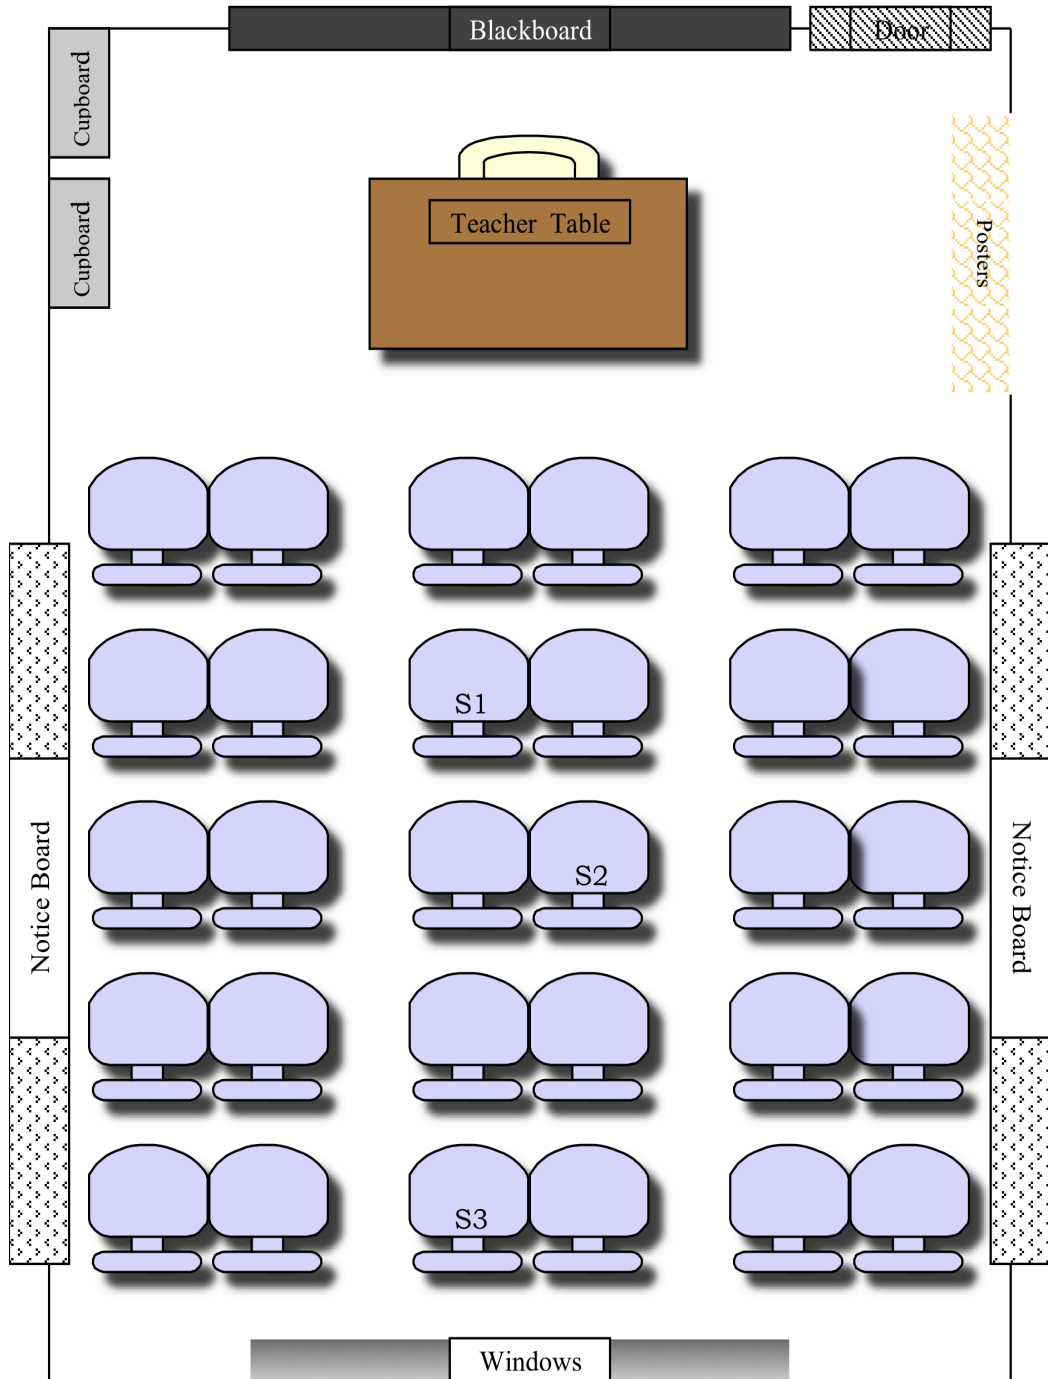 Blackboard
Door
Cupboard
Cupboard
Teacher Table
Posters
S1
S2
Notice Board
Notice Board
S3
Windows